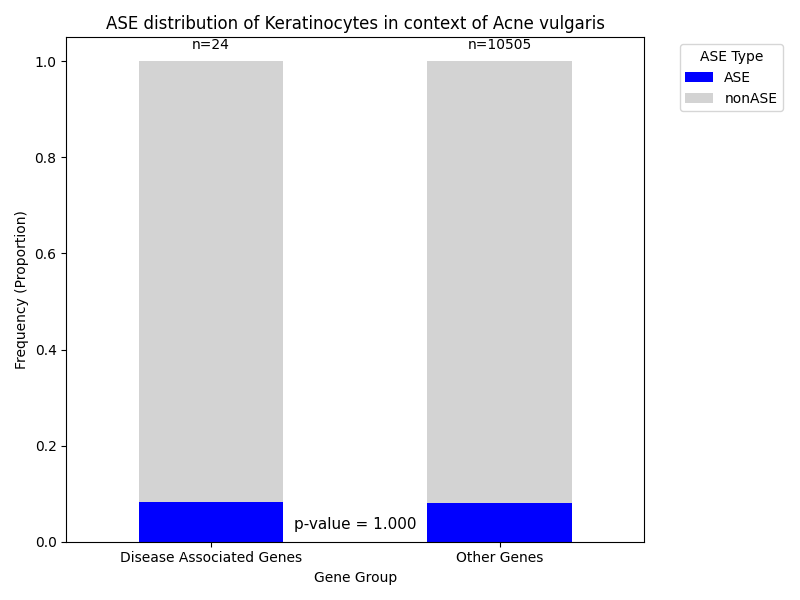 ASE distribution of Keratinocytes in context of Acne vulgaris
n=24
n=10505
ASE Type
ASE
nonASE
1.0
0.8
0.6
0.4
0.2
0.0
Frequency (Proportion)
p-value = 1.000
Disease Associated Genes
Other Genes
Gene Group